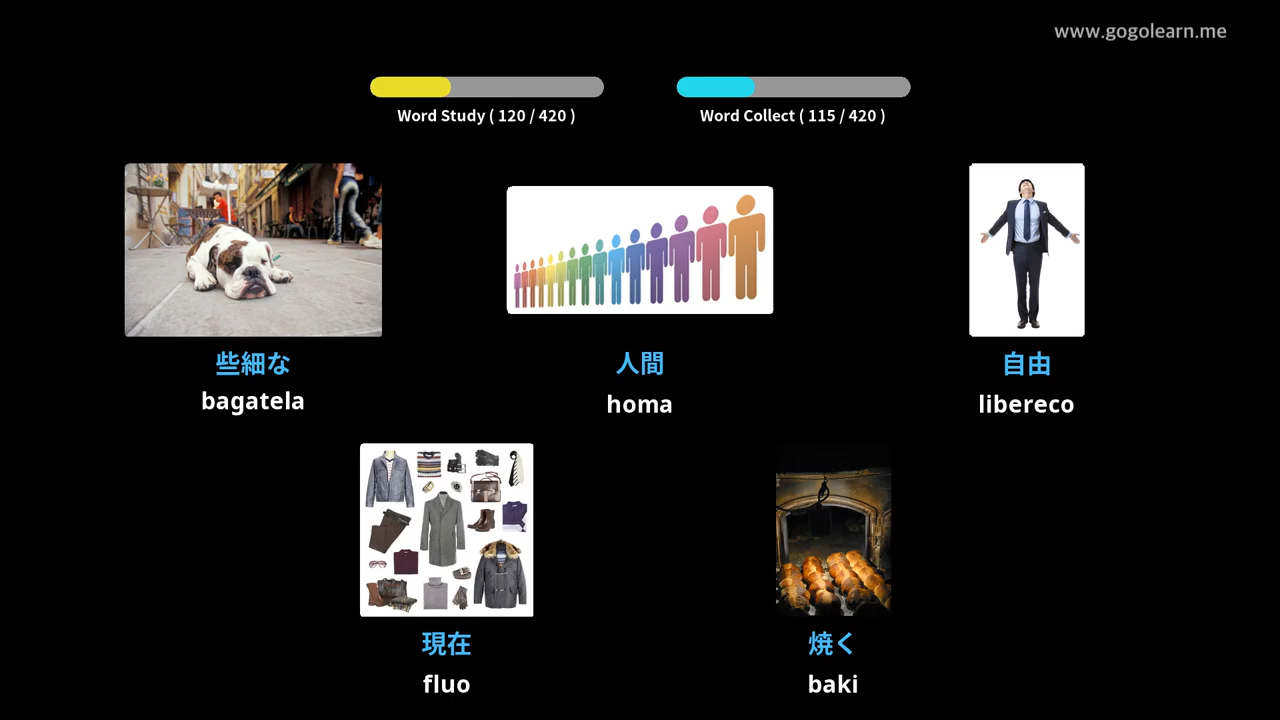 www.gogolearn.me
Word Study ( 120 / 420 )
Word Collect ( 115 / 420 )
些細な
bagatela
人間
homa
自由
libereco
現在
fluo
焼く
baki